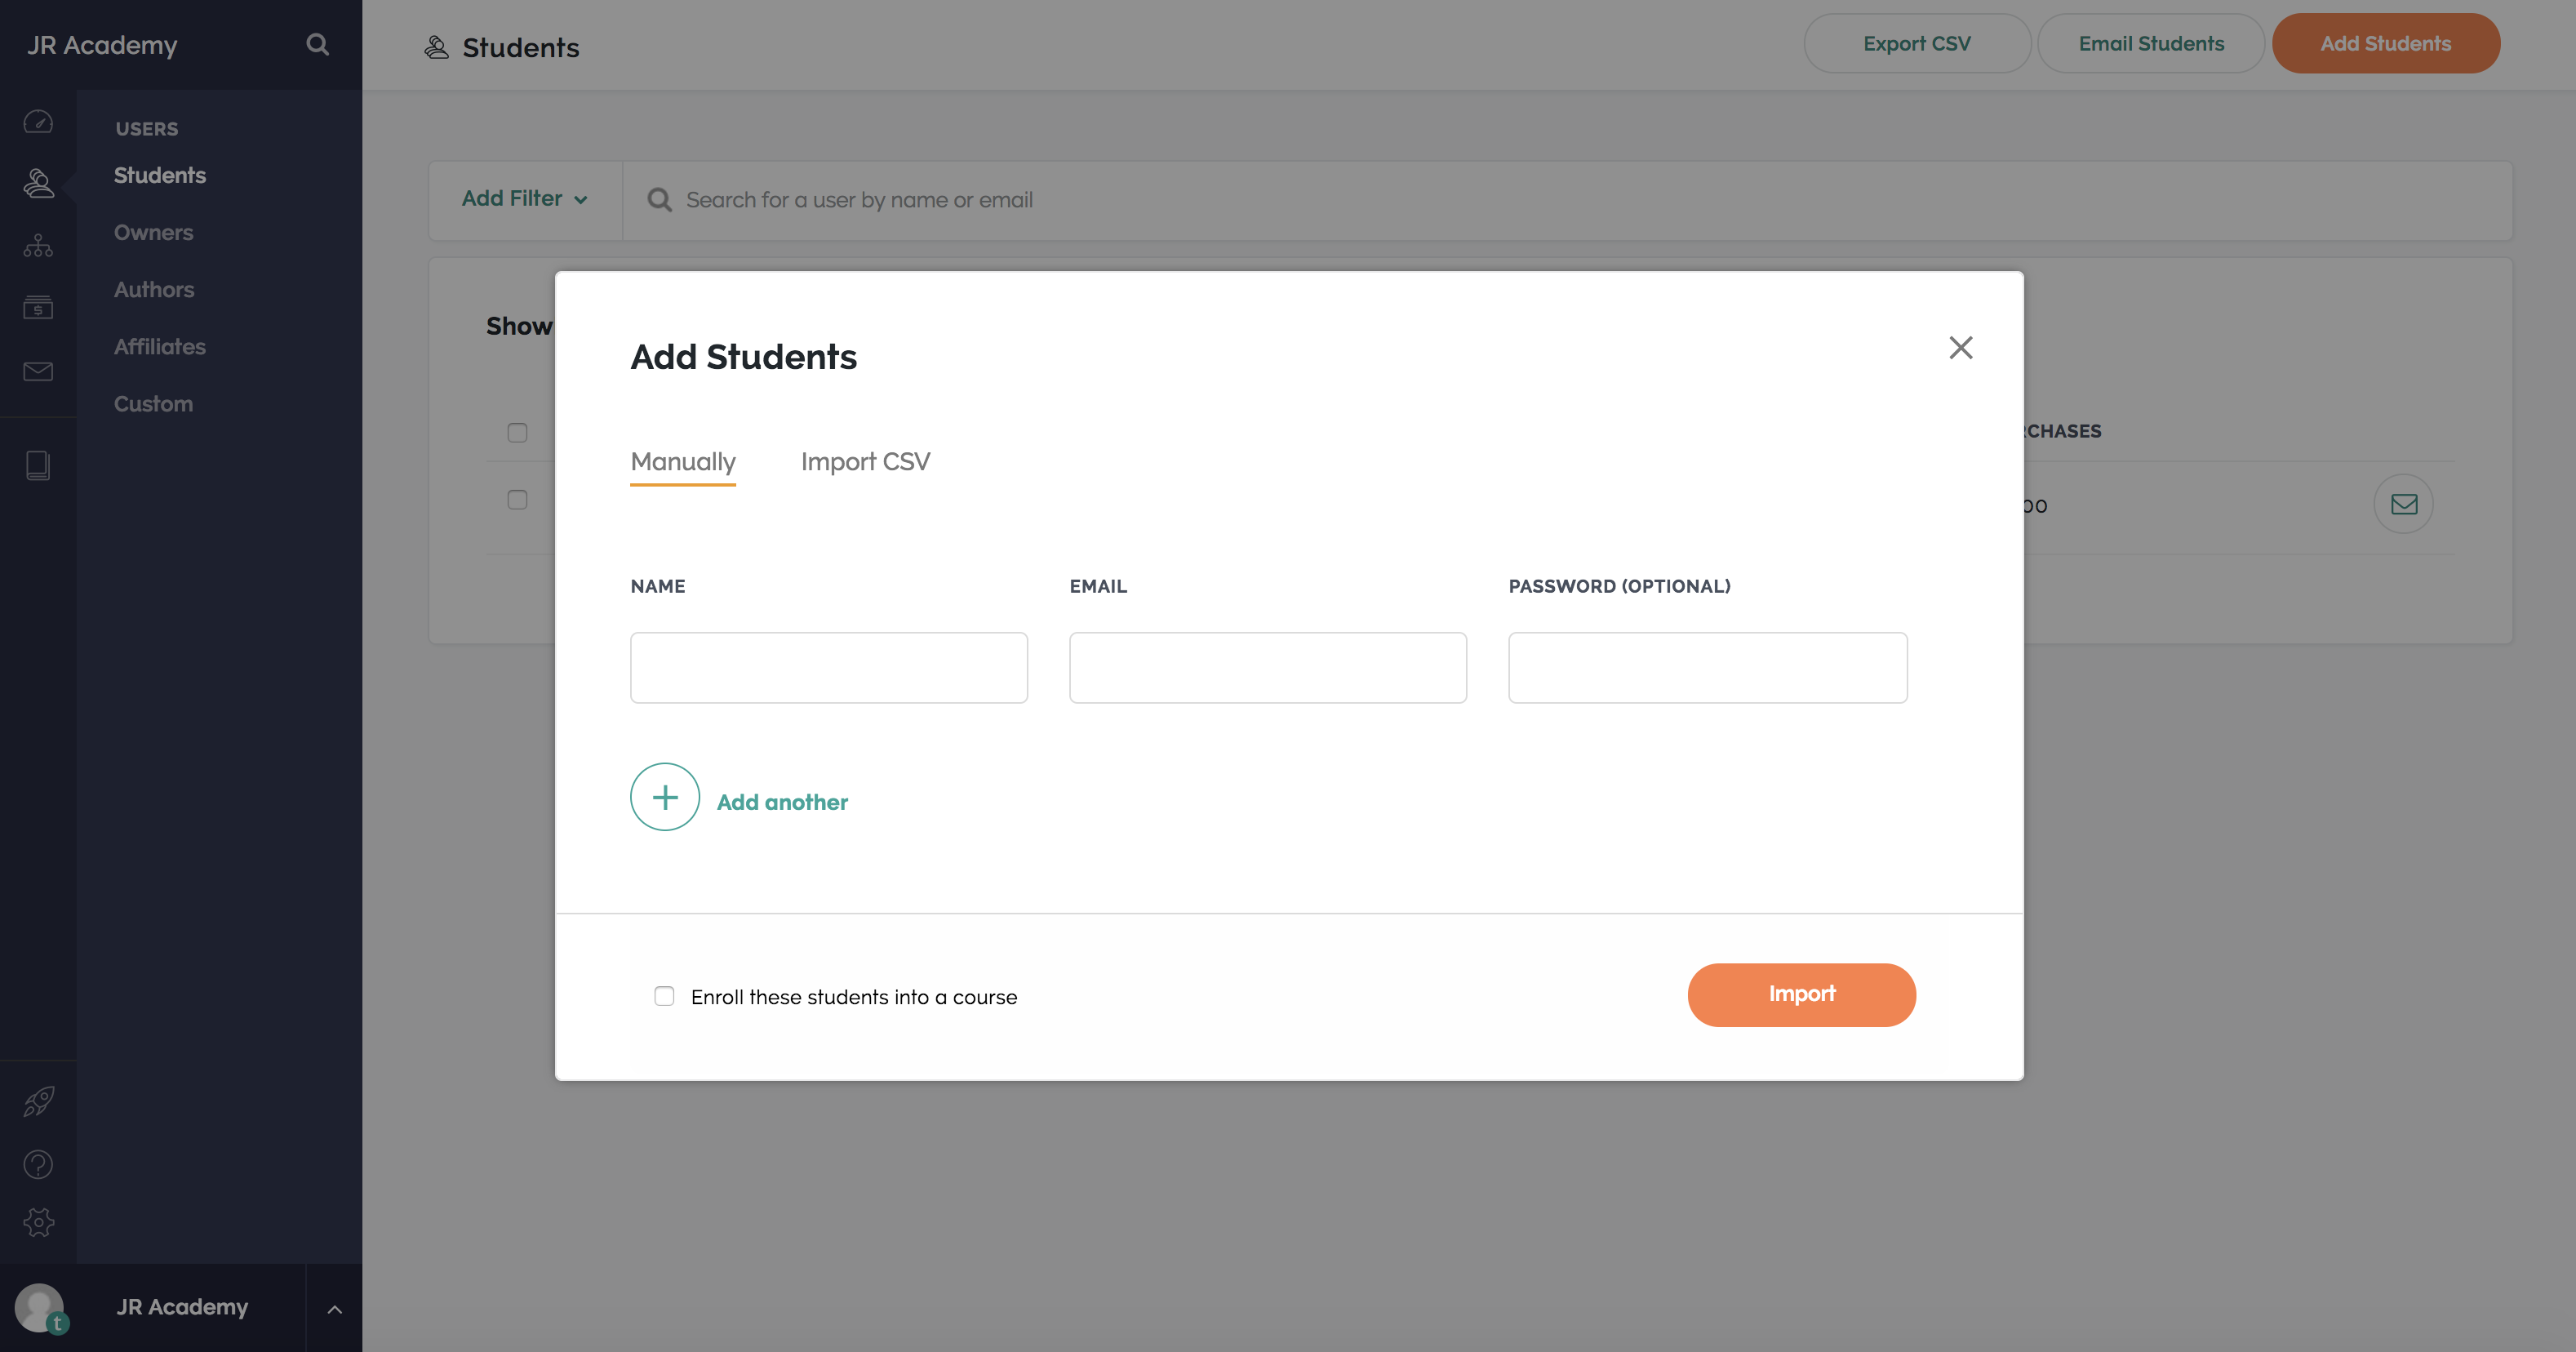 JR Academy
Students
Export CSV
Email Students
Add Students
USERS
Students
Owners
Authors
Affiliates
Custom
Add Filter
Search for a user by name or email
Show
Add Students
Manually
Import CSV
NAME
EMAIL
PASSWORD (OPTIONAL)
Add another
Enroll these students into a course
Import
JR Academy
t